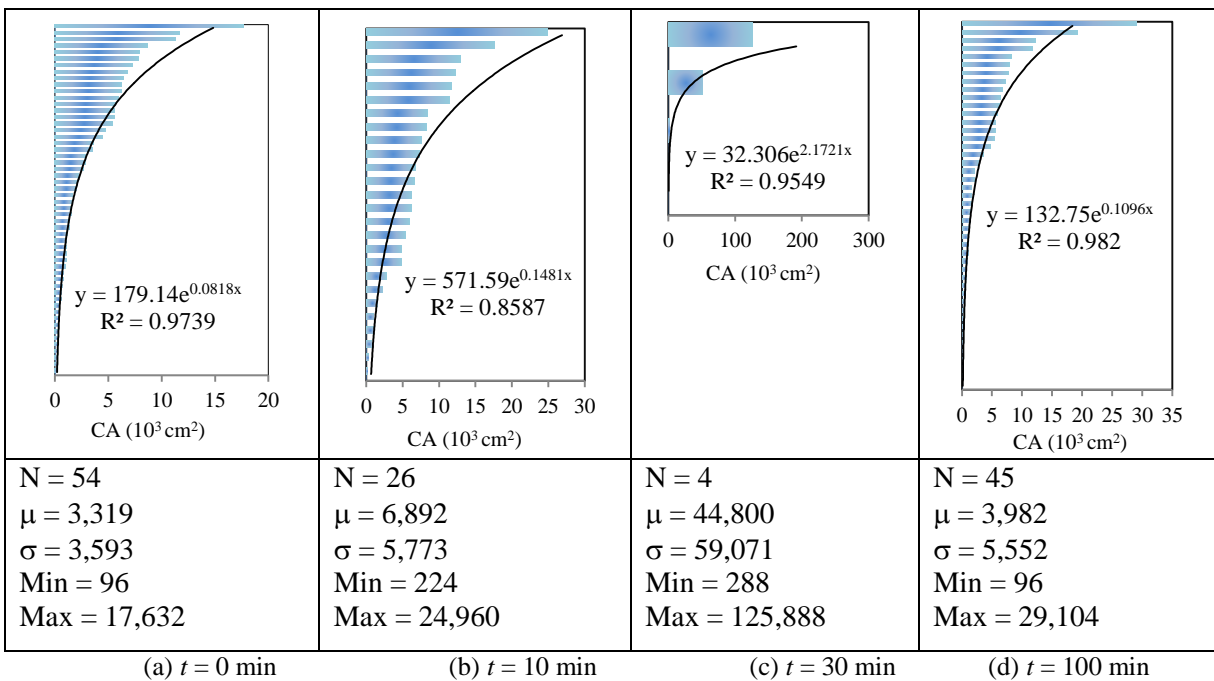 y = 179.14e^0.0818x
R² = 0.9739
0 5 10 15 20
CA (10³ cm²)
y = 571.59e^0.1481x
R² = 0.8587
0 5 10 15 20 25 30
CA (10³ cm²)
y = 32.306e^2.1721x
R² = 0.9549
0 100 200 300
CA (10³ cm²)
y = 132.75e^0.1096x
R² = 0.982
0 5 10 15 20 25 30 35
CA (10³ cm²)
N = 54
μ = 3,319
σ = 3,593
Min = 96
Max = 17,632
N = 26
μ = 6,892
σ = 5,773
Min = 224
Max = 24,960
N = 4
μ = 44,800
σ = 59,071
Min = 288
Max = 125,888
N = 45
μ = 3,982
σ = 5,552
Min = 96
Max = 29,104
(a) t = 0 min
(b) t = 10 min
(c) t = 30 min
(d) t = 100 min